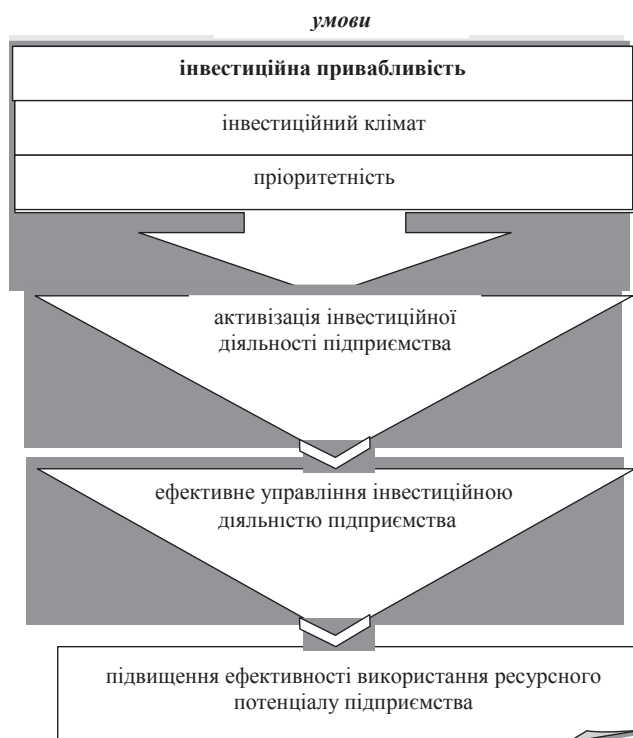 умови
інвестиційна привабливість
інвестиційний клімат
пріоритетність
активізація інвестиційної
діяльності підприємства
ефективне управління інвестиційною
діяльністю підприємства
підвищення ефективності використання ресурсного
потенціалу підприємства